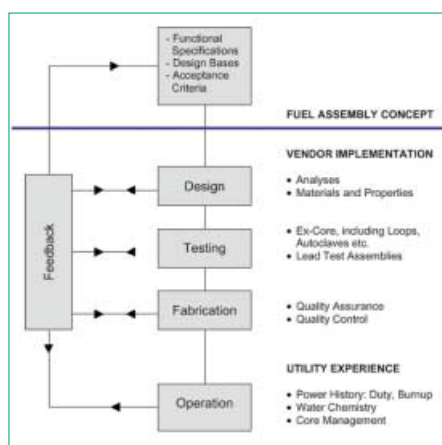 - Functional
Specifications
- Design Bases
- Acceptance
Criteria
FUEL ASSEMBLY CONCEPT
VENDOR IMPLEMENTATION
Design
• Analyses
• Materials and Properties
Feedback
Testing
• Ex-Core, including Loops,
Autoclaves etc.
• Lead Test Assemblies
Fabrication
• Quality Assurance
• Quality Control
UTILITY EXPERIENCE
Operation
• Power History: Duty, Burnup
• Water Chemistry
• Core Management